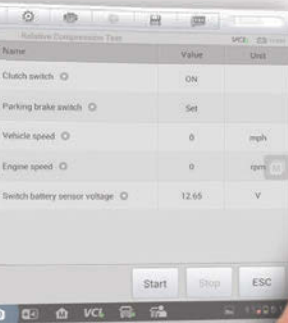 Relative Compression Test
VCI:
Name Value Unit
Clutch switch ON
Parking brake switch Set
Vehicle speed 0 mph
Engine speed 0 rpm
Switch battery sensor voltage 12.65 V
Start Stop ESC
VCI